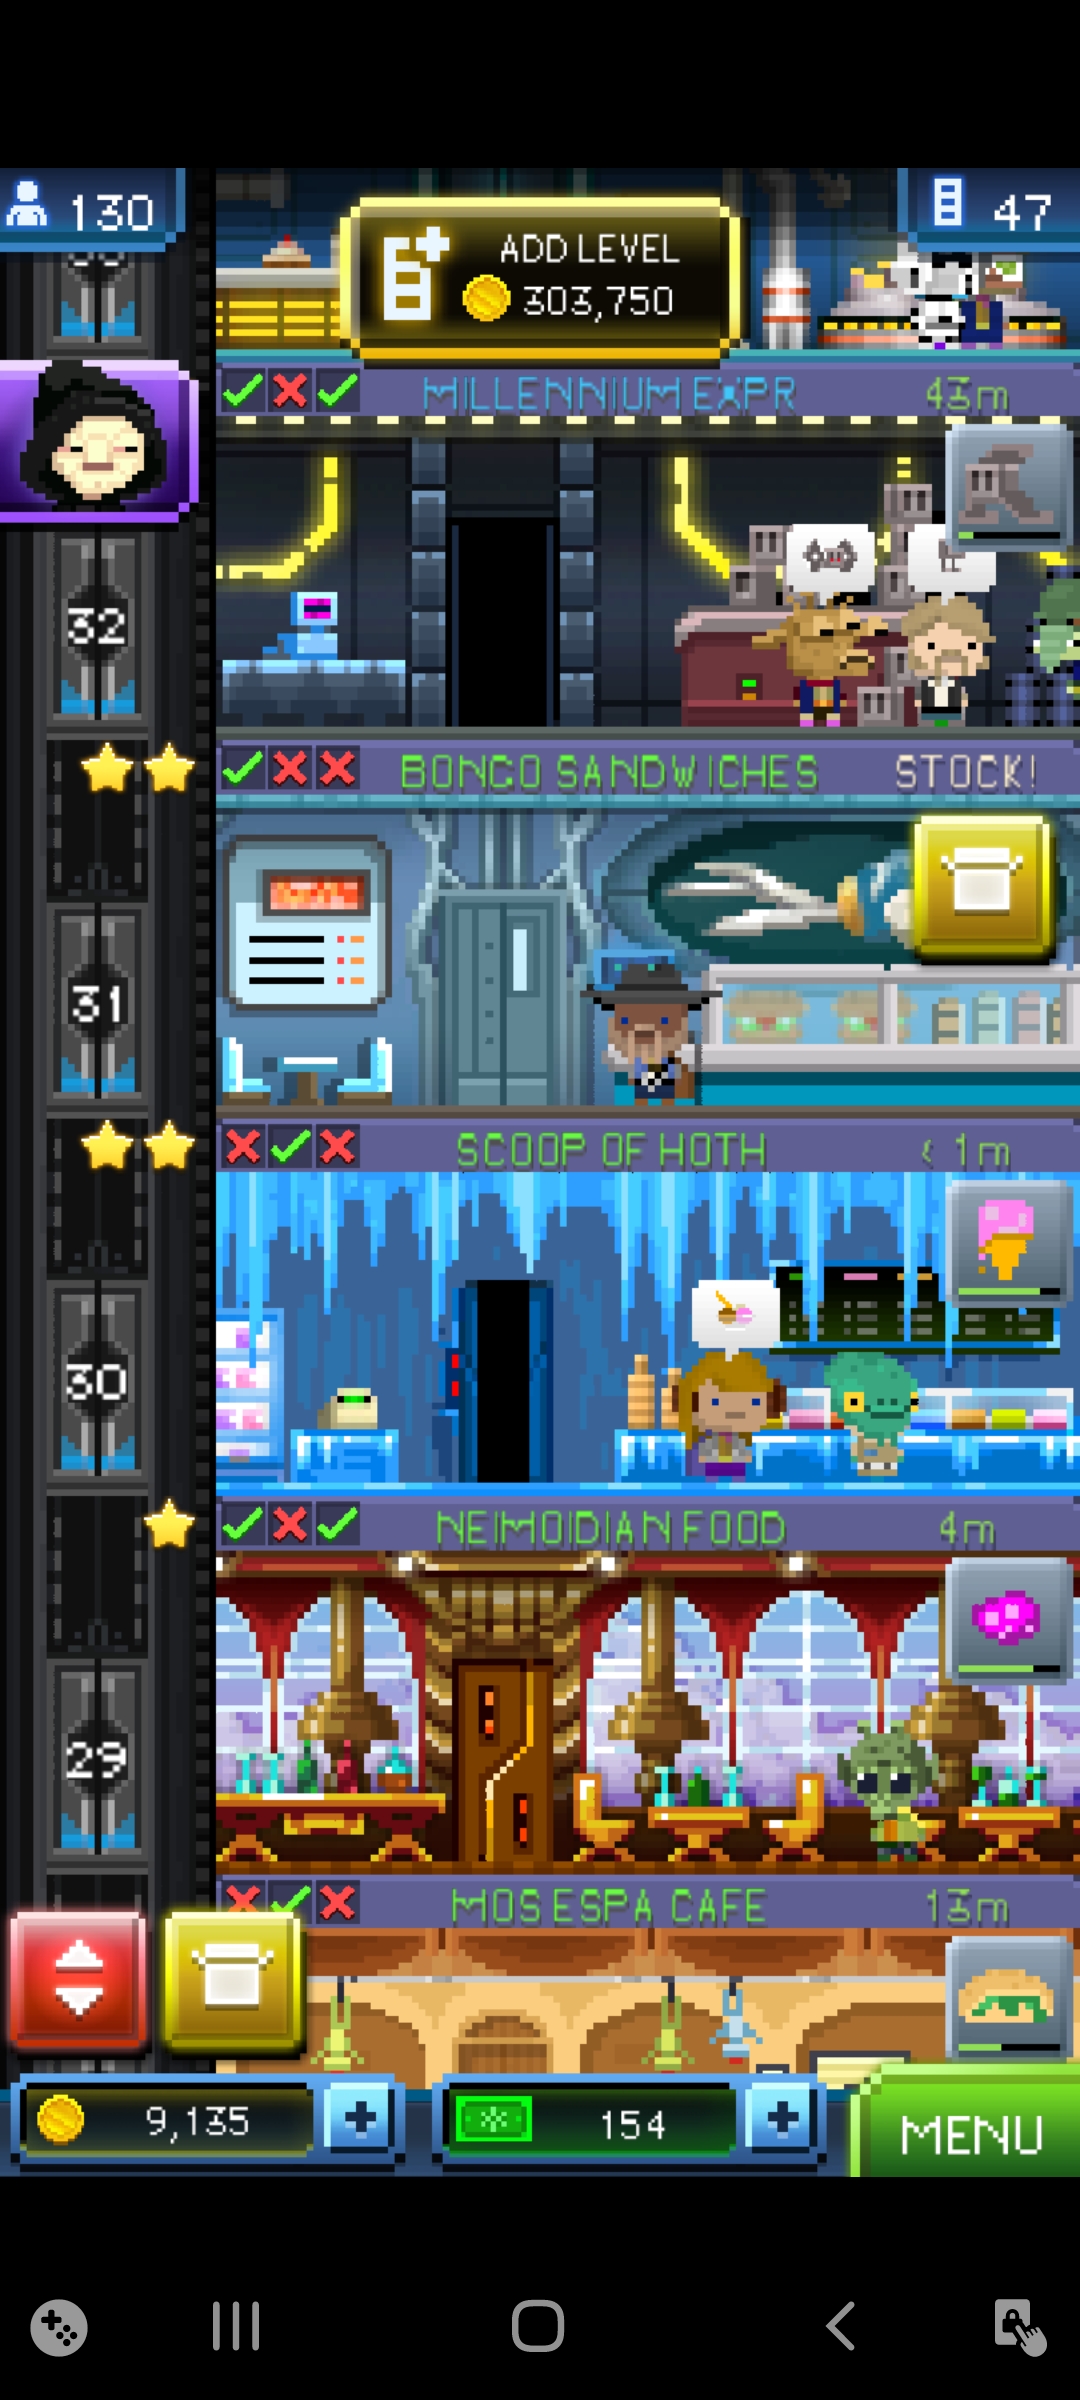 130
47
ADD LEVEL
303,750
MILLENNIUM EXPR 43m
32
BONGO SANDWICHES STOCK!
31
SCOOP OF HOTH < 1m
30
NEIMOIDIAN FOOD 4m
29
MOS ESPA CAFE 13m
9,135
154
MENU